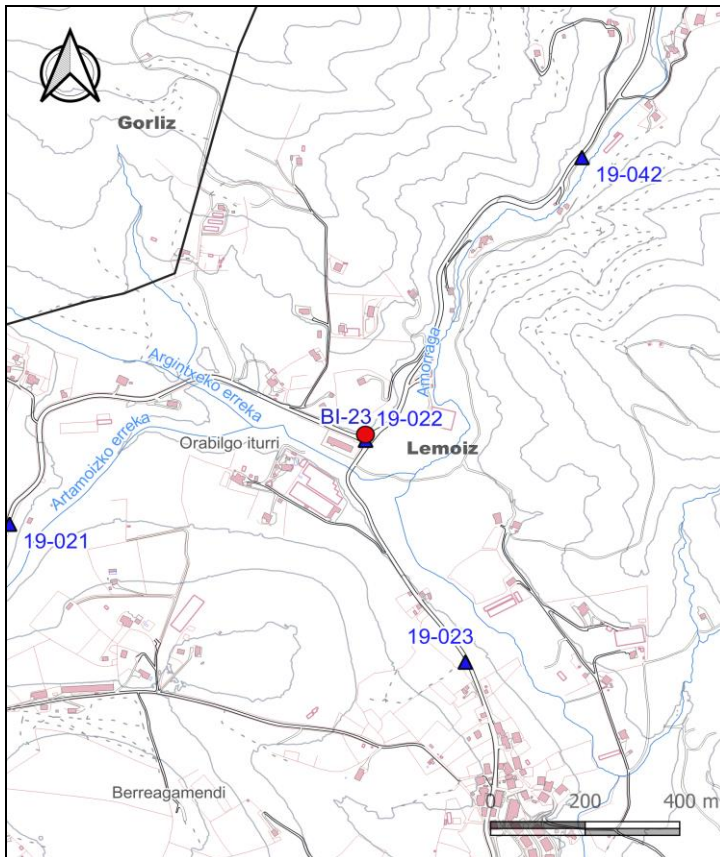 Gorliz
19-042
Argintxeko erreka
Amorraga
BI-23
19-022
Artamoizko erreka
Orabilgo iturri
Lemoiz
19-021
19-023
Berreagamendi
0 200 400 m